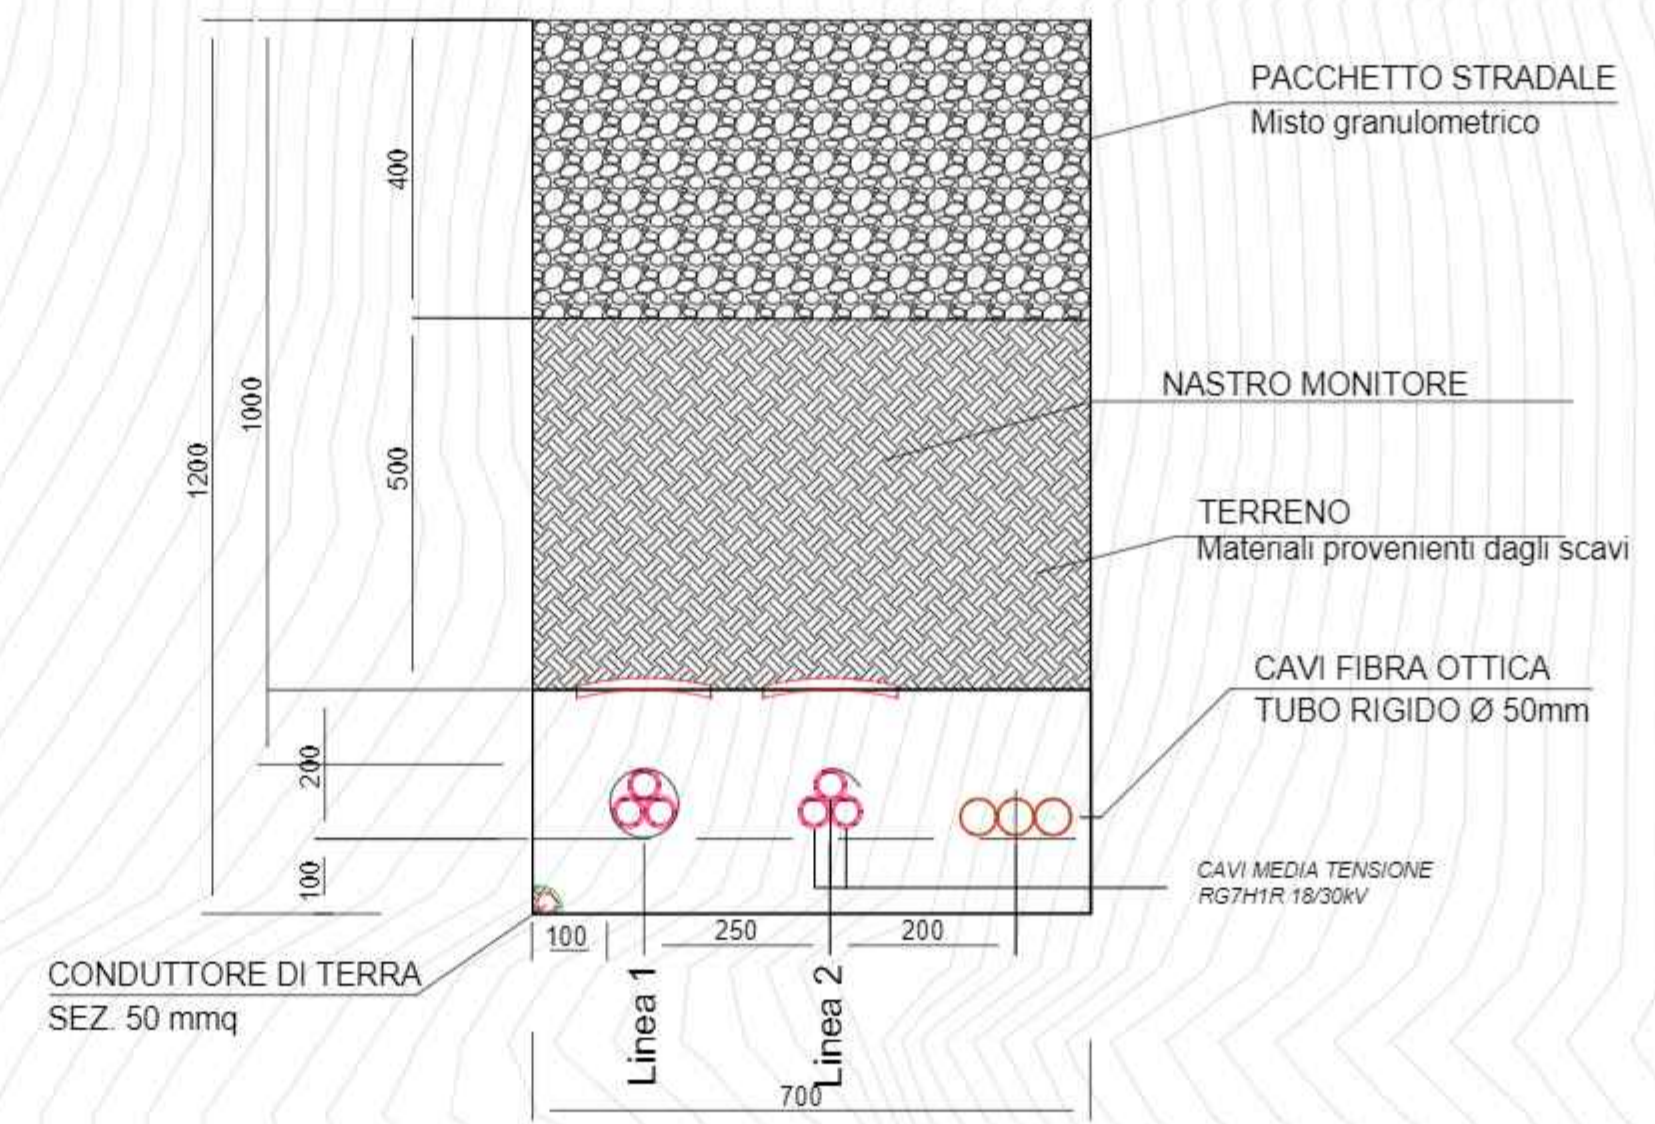 PACCHETTO STRADALE
Misto granulometrico
400
1000
NASTRO MONITORE
1200
500
TERRENO
Materiali provenienti dagli scavi
CAVI FIBRA OTTICA
TUBO RIGIDO Ø 50mm
200
100
CAVI MEDIA TENSIONE
RG7H1R 18/30kV
100
250
200
CONDUTTORE DI TERRA
SEZ. 50 mmq
Linea 1
Linea 2
700